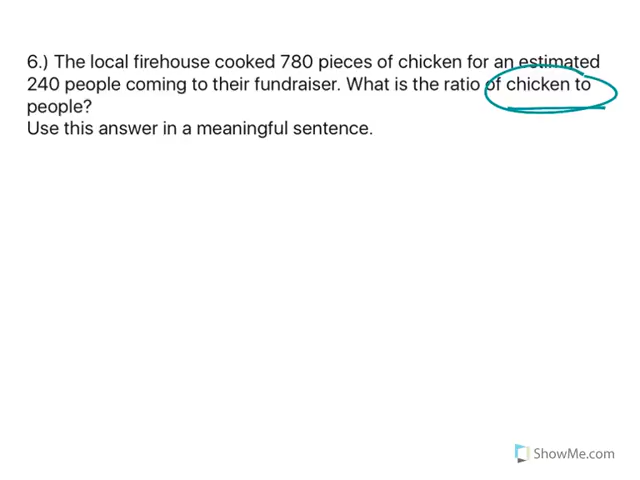 6.) The local firehouse cooked 780 pieces of chicken for an estimated
240 people coming to their fundraiser. What is the ratio of chicken to
people?
Use this answer in a meaningful sentence.
ShowMe.com